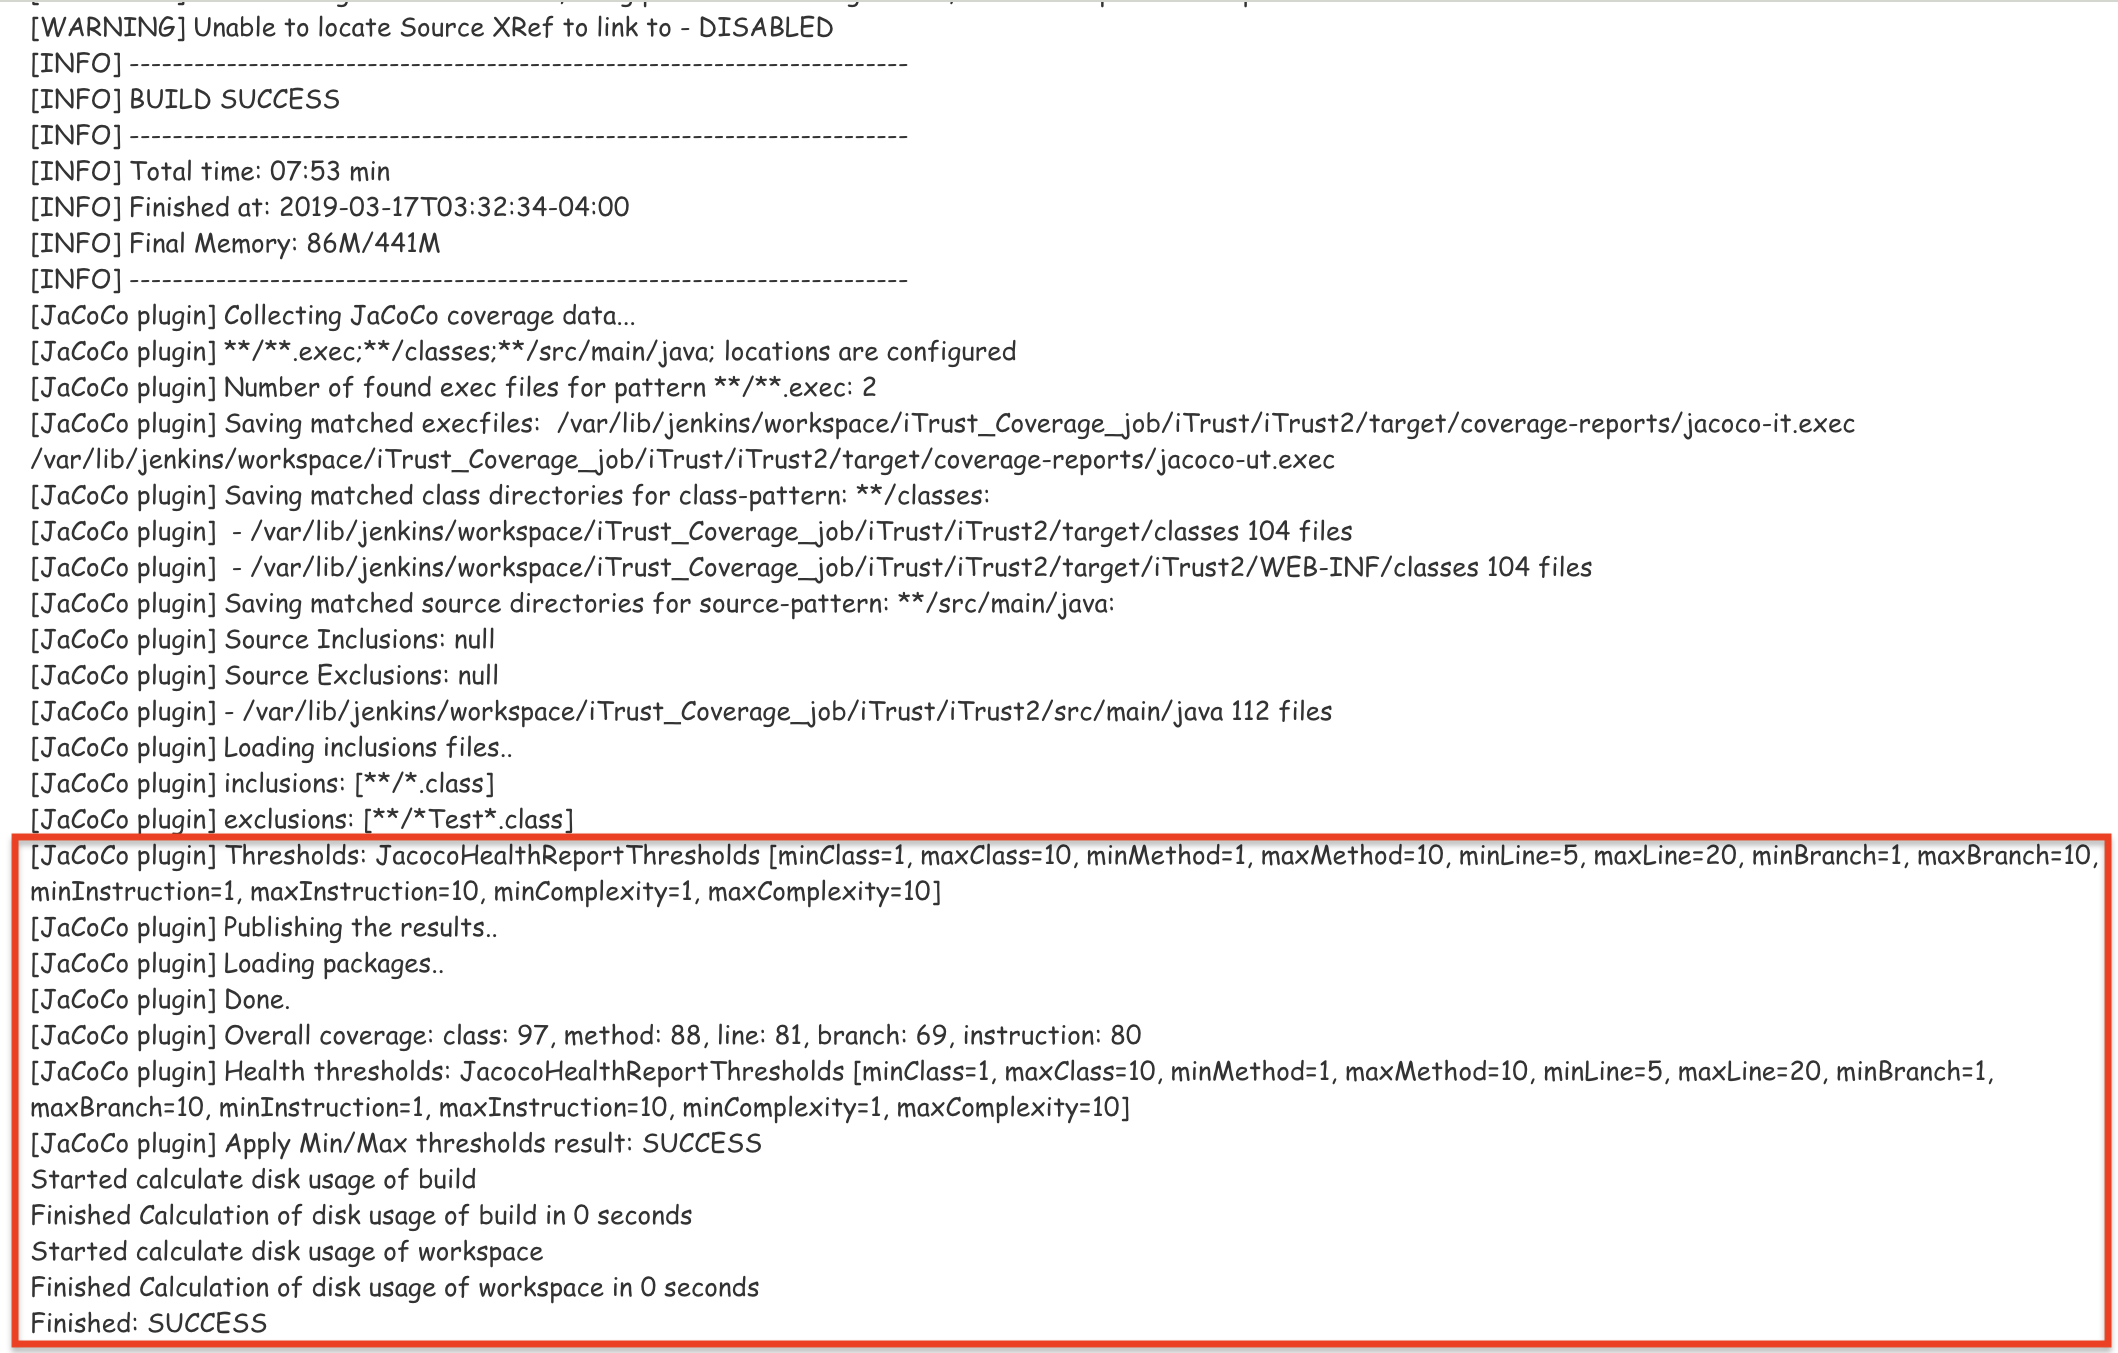 [WARNING] Unable to locate Source XRef to link to - DISABLED
[INFO] ------------------------------------------------------------------------
[INFO] BUILD SUCCESS
[INFO] ------------------------------------------------------------------------
[INFO] Total time: 07:53 min
[INFO] Finished at: 2019-03-17T03:32:34-04:00
[INFO] Final Memory: 86M/441M
[INFO] ------------------------------------------------------------------------
[JaCoCo plugin] Collecting JaCoCo coverage data...
[JaCoCo plugin] **/**.exec;**/classes;**/src/main/java; locations are configured
[JaCoCo plugin] Number of found exec files for pattern **/**.exec: 2
[JaCoCo plugin] Saving matched execfiles:  /var/lib/jenkins/workspace/iTrust_Coverage_job/iTrust/iTrust2/target/coverage-reports/jacoco-it.exec
/var/lib/jenkins/workspace/iTrust_Coverage_job/iTrust/iTrust2/target/coverage-reports/jacoco-ut.exec
[JaCoCo plugin] Saving matched class directories for class-pattern: **/classes:
[JaCoCo plugin]  - /var/lib/jenkins/workspace/iTrust_Coverage_job/iTrust/iTrust2/target/classes 104 files
[JaCoCo plugin]  - /var/lib/jenkins/workspace/iTrust_Coverage_job/iTrust/iTrust2/target/iTrust2/WEB-INF/classes 104 files
[JaCoCo plugin] Saving matched source directories for source-pattern: **/src/main/java:
[JaCoCo plugin] Source Inclusions: null
[JaCoCo plugin] Source Exclusions: null
[JaCoCo plugin] - /var/lib/jenkins/workspace/iTrust_Coverage_job/iTrust/iTrust2/src/main/java 112 files
[JaCoCo plugin] Loading inclusions files..
[JaCoCo plugin] inclusions: [**/*.class]
[JaCoCo plugin] exclusions: [**/*Test*.class]
[JaCoCo plugin] Thresholds: JacocoHealthReportThresholds [minClass=1, maxClass=10, minMethod=1, maxMethod=10, minLine=5, maxLine=20, minBranch=1, maxBranch=10,
minInstruction=1, maxInstruction=10, minComplexity=1, maxComplexity=10]
[JaCoCo plugin] Publishing the results..
[JaCoCo plugin] Loading packages..
[JaCoCo plugin] Done.
[JaCoCo plugin] Overall coverage: class: 97, method: 88, line: 81, branch: 69, instruction: 80
[JaCoCo plugin] Health thresholds: JacocoHealthReportThresholds [minClass=1, maxClass=10, minMethod=1, maxMethod=10, minLine=5, maxLine=20, minBranch=1,
maxBranch=10, minInstruction=1, maxInstruction=10, minComplexity=1, maxComplexity=10]
[JaCoCo plugin] Apply Min/Max thresholds result: SUCCESS
Started calculate disk usage of build
Finished Calculation of disk usage of build in 0 seconds
Started calculate disk usage of workspace
Finished Calculation of disk usage of workspace in 0 seconds
Finished: SUCCESS